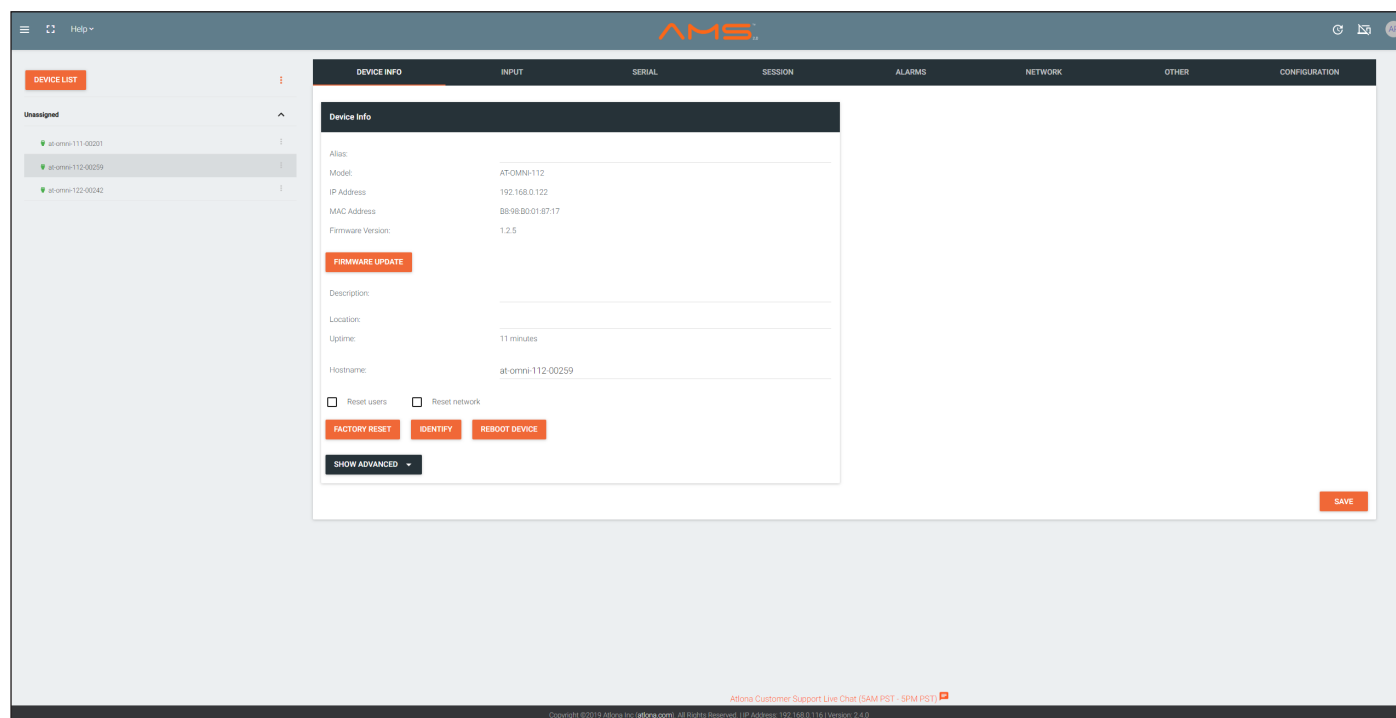 Help
AMS
DEVICE LIST
Unassigned
at-omni-111-00201
at-omni-112-00259
at-omni-122-00242
DEVICE INFO INPUT SERIAL SESSION ALARMS NETWORK OTHER CONFIGURATION
Device Info
Alias:
Model: AT-OMNI-112
IP Address 192.168.0.122
MAC Address B8:98:B0:01:87:17
Firmware Version: 1.2.5
FIRMWARE UPDATE
Description:
Location:
Uptime: 11 minutes
Hostname: at-omni-112-00259
Reset users Reset network
FACTORY RESET IDENTIFY REBOOT DEVICE
SHOW ADVANCED
SAVE
Atlona Customer Support Live Chat (5AM PST - 5PM PST)
Copyright ©2019 Atlona Inc (atlona.com). All Rights Reserved. | IP Address: 192.168.0.116 | Version: 2.4.0